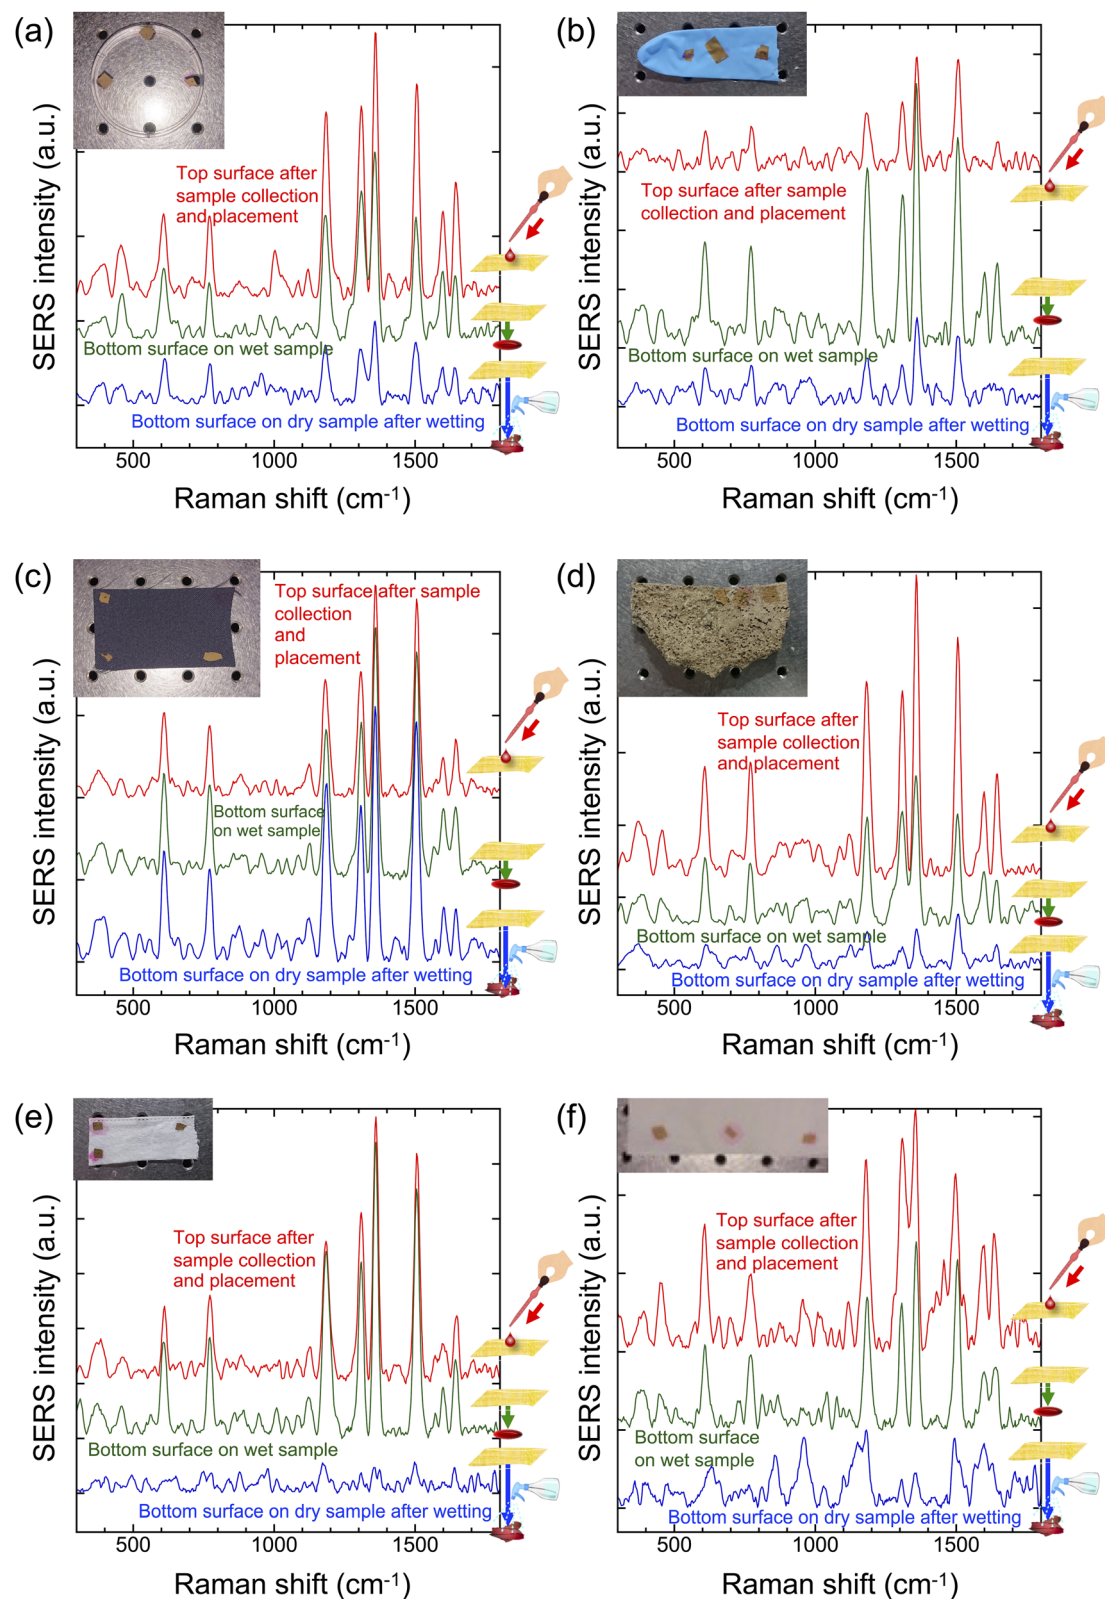 (a)
SERS intensity (a.u.)
Top surface after
sample collection
and placement
Bottom surface on wet sample
Bottom surface on dry sample after wetting
500 1000 1500
Raman shift (cm-1)
(b)
SERS intensity (a.u.)
Top surface after sample
collection and placement
Bottom surface on wet sample
Bottom surface on dry sample after wetting
500 1000 1500
Raman shift (cm-1)
(c)
SERS intensity (a.u.)
Top surface after sample
collection
and
placement
Bottom surface
on wet sample
Bottom surface on dry sample after wetting
500 1000 1500
Raman shift (cm-1)
(d)
SERS intensity (a.u.)
Top surface after
sample collection
and placement
Bottom surface on wet sample
Bottom surface on dry sample after wetting
500 1000 1500
Raman shift (cm-1)
(e)
SERS intensity (a.u.)
Top surface after
sample collection
and placement
Bottom surface on wet sample
Bottom surface on dry sample after wetting
500 1000 1500
Raman shift (cm-1)
(f)
SERS intensity (a.u.)
Top surface after
sample collection
and placement
Bottom surface
on wet sample
Bottom surface on dry sample after wetting
500 1000 1500
Raman shift (cm-1)